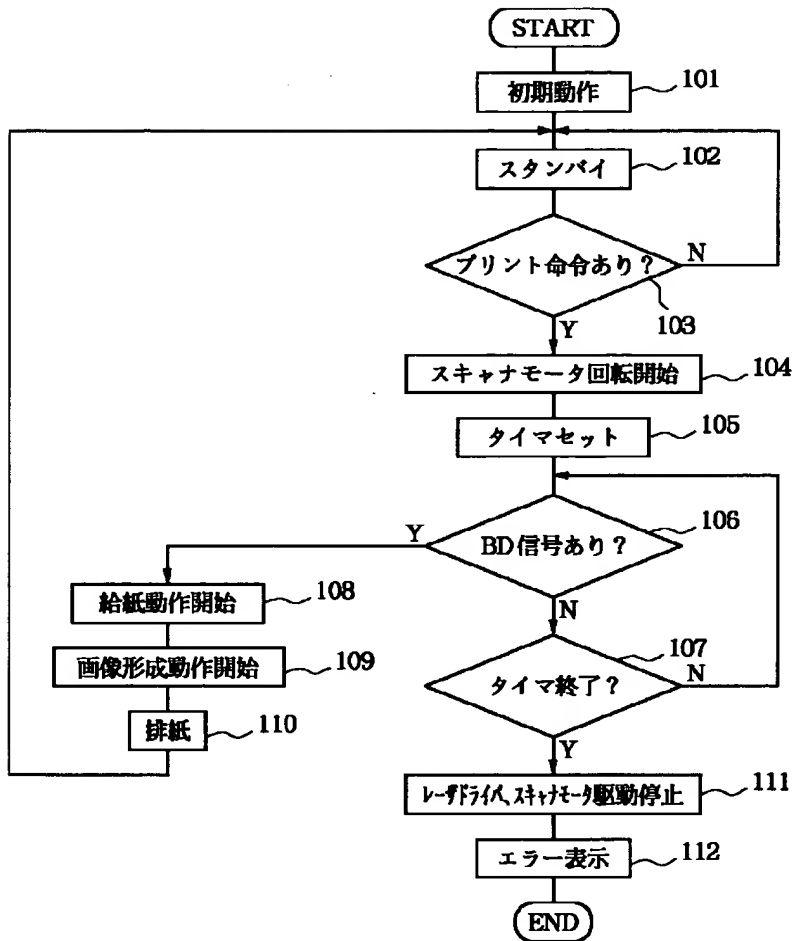 START
初期動作
101
スタンバイ
102
プリント命令あり?
N
103
Y
スキャナモータ回転開始
104
タイマセット
105
BD信号あり?
106
Y
N
給紙動作開始
108
画像形成動作開始
109
排紙
110
タイマ終了?
107
N
Y
レーザドライバ、スキャナモータ駆動停止
111
エラー表示
112
END